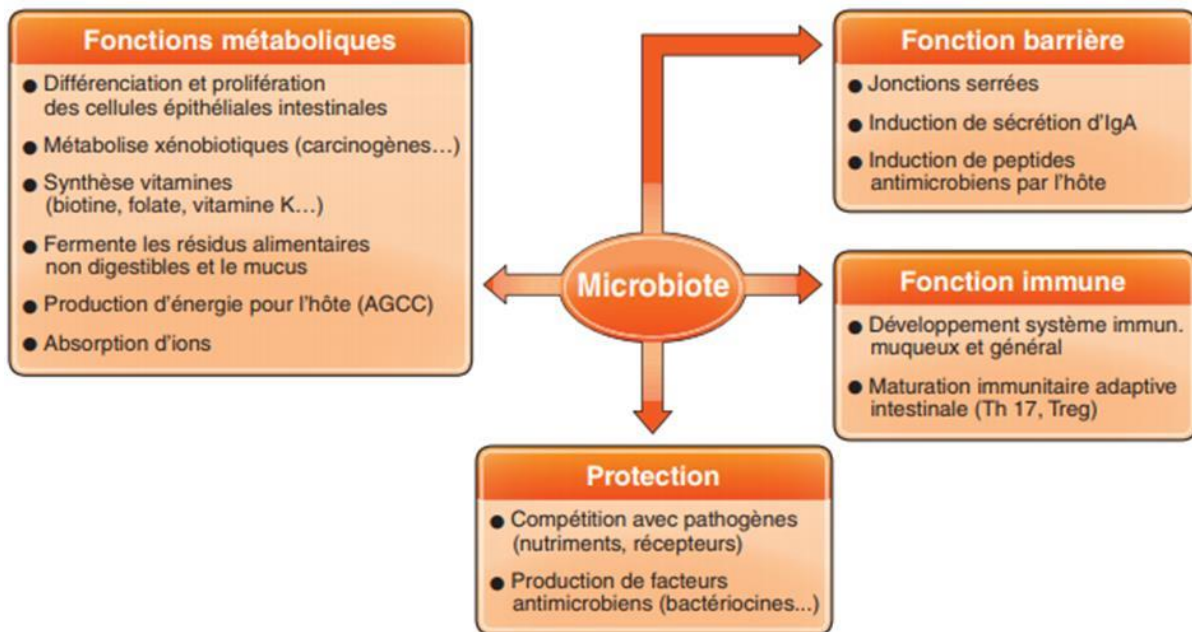 Fonctions métaboliques
● Différenciation et prolifération
des cellules épithéliales intestinales
● Métabolise xénobiotiques (carcinogènes…)
● Synthèse vitamines
(biotine, folate, vitamine K…)
● Fermente les résidus alimentaires
non digestibles et le mucus
● Production d’énergie pour l’hôte (AGCC)
● Absorption d’ions
Microbiote
Fonction barrière
● Jonctions serrées
● Induction de sécrétion d’IgA
● Induction de peptides
antimicrobiens par l’hôte
Fonction immune
● Développement système immun.
muqueux et général
● Maturation immunitaire adaptive
intestinale (Th 17, Treg)
Protection
● Compétition avec pathogènes
(nutriments, récepteurs)
● Production de facteurs
antimicrobiens (bactériocines...)